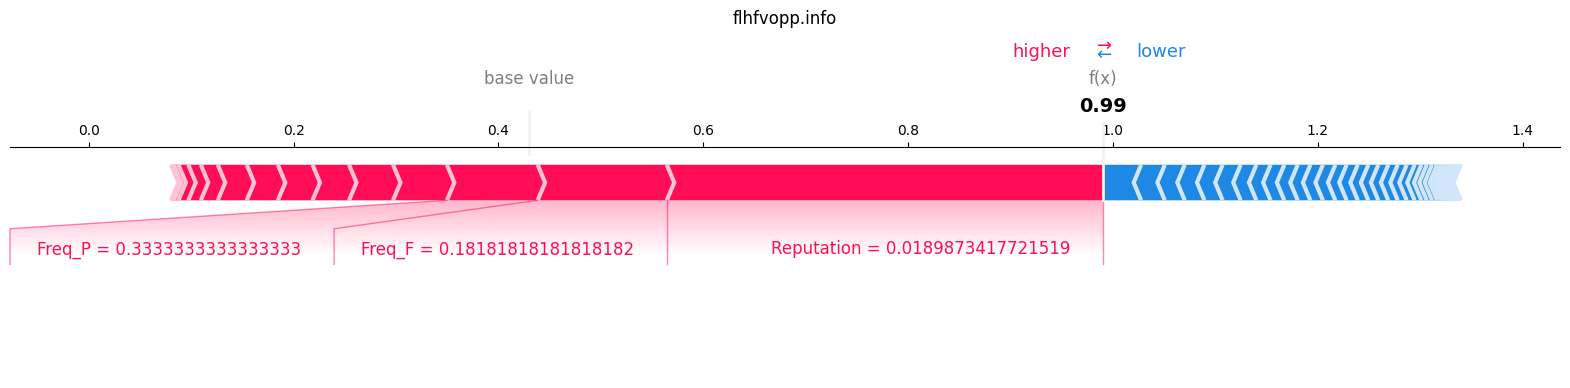 flhfvopp.info
higher → ← lower
base value f(x)
0.99
0.0 0.2 0.4 0.6 0.8 1.0 1.2 1.4
Freq_P = 0.3333333333333333 Freq_F = 0.18181818181818182 Reputation = 0.0189873417721519